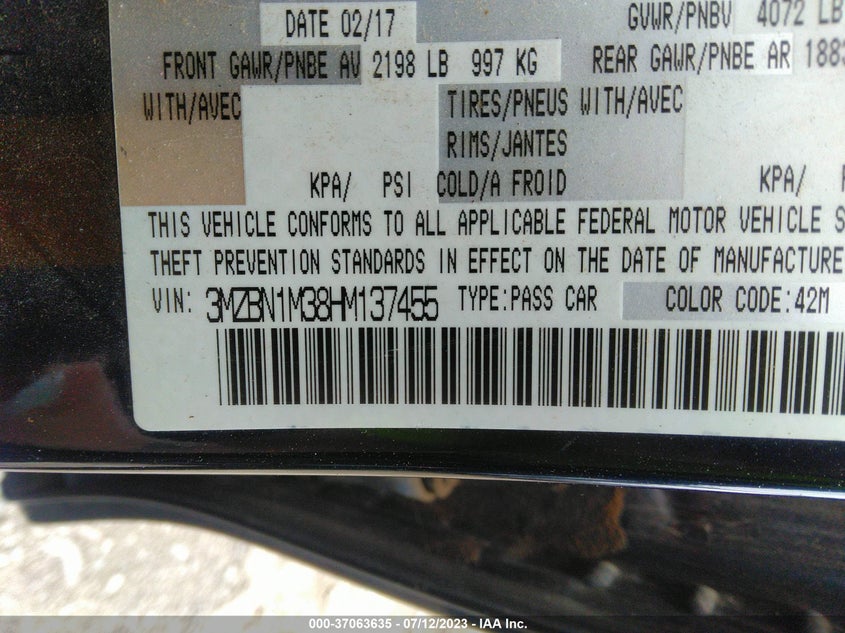 DATE 02/17
GVWR/PNBV 4072 LB
FRONT GAWR/PNBE AV 2198 LB 997 KG REAR GAWR/PNBE AR 1883
WITH/AVEC TIRES/PNEUS WITH/AVEC
RIMS/JANTES
KPA/ PSI COLD/A FROID KPA/
THIS VEHICLE CONFORMS TO ALL APPLICABLE FEDERAL MOTOR VEHICLE S
THEFT PREVENTION STANDARDS IN EFFECT ON THE DATE OF MANUFACTURE
VIN: 3MZBN1M38HM137455 TYPE:PASS CAR COLOR CODE:42M
000-37063635 - 07/12/2023 - IAA Inc.